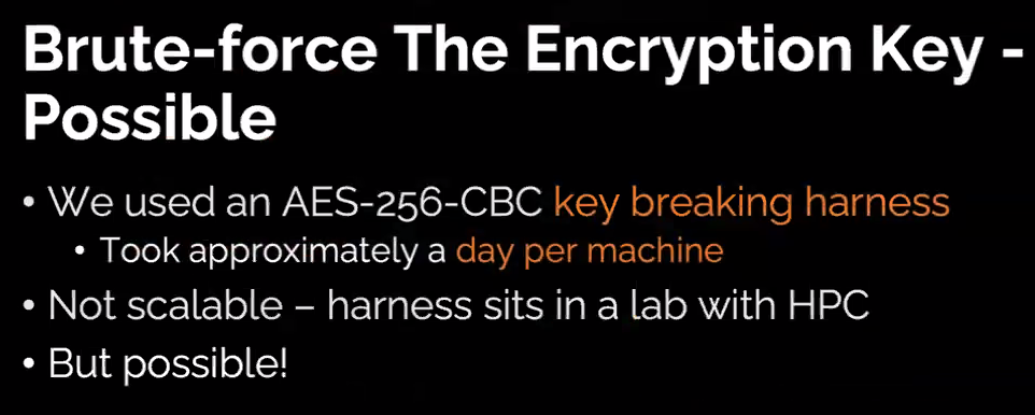 Brute-force The Encryption Key -
Possible
• We used an AES-256-CBC key breaking harness
• Took approximately a day per machine
• Not scalable – harness sits in a lab with HPC
• But possible!